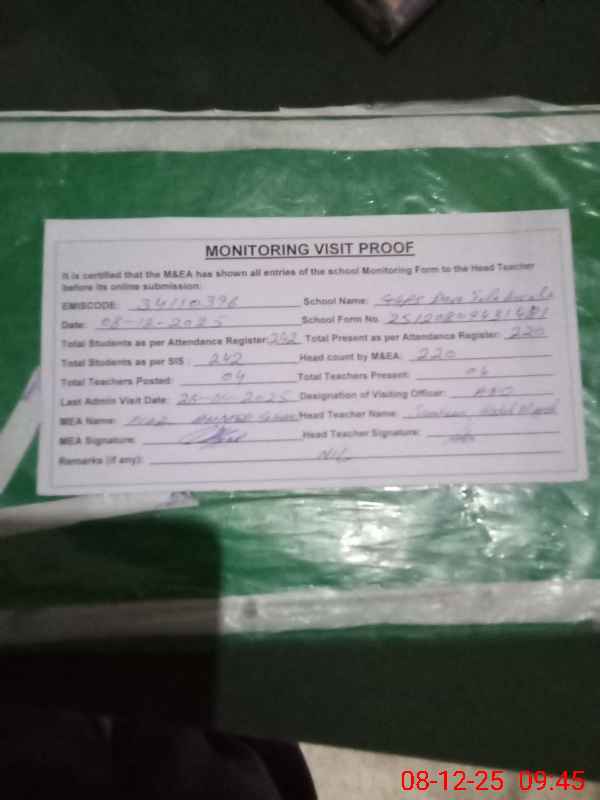 MONITORING VISIT PROOF
It is certified that the M&EA has shown all entries of the school Monitoring Form to the Head Teacher
before its online submission:
EMISCODE: 34110396 School Name:
Date: 08-12-2025 School Form No.
Total Students as per Attendance Register: 242 Total Present as per Attendance Register: 220
Total Students as per SIS : 242 Head count by M&EA: 220
Total Teachers Posted: 04 Total Teachers Present: 04
Last Admin Visit Date: Designation of Visiting Officer:
MEA Name: Head Teacher Name:
MEA Signature: Head Teacher Signature:
Remarks (if any): NIL
08-12-25 09:45